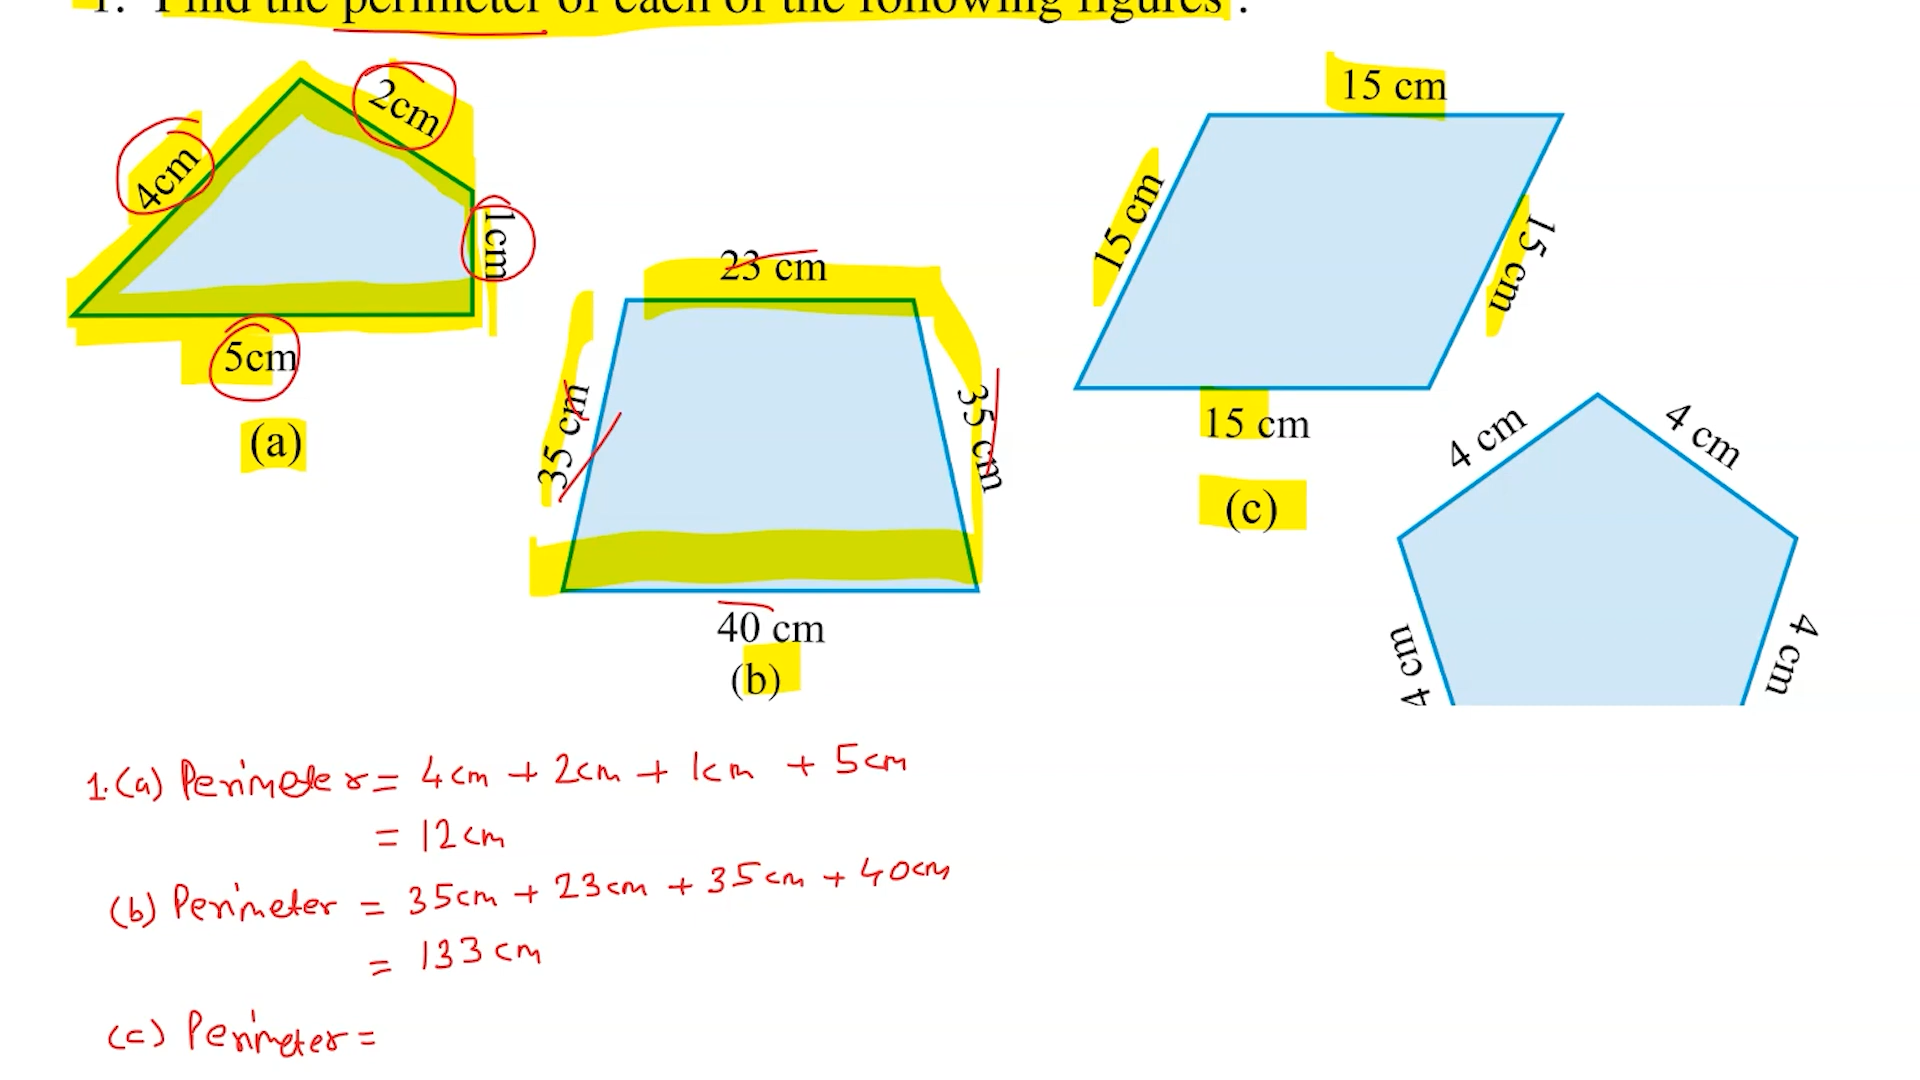 1. Find the perimeter of each of the following figures :
2cm
4cm
1cm
5cm
(a)
23 cm
35 cm
35 cm
40 cm
(b)
15 cm
15 cm
15 cm
15 cm
(c)
4 cm
4 cm
4 cm
4 cm
1.(a) Perimeter = 4cm + 2cm + 1cm + 5cm
= 12cm
(b) Perimeter = 35cm + 23cm + 35cm + 40cm
= 133cm
(c) Perimeter =